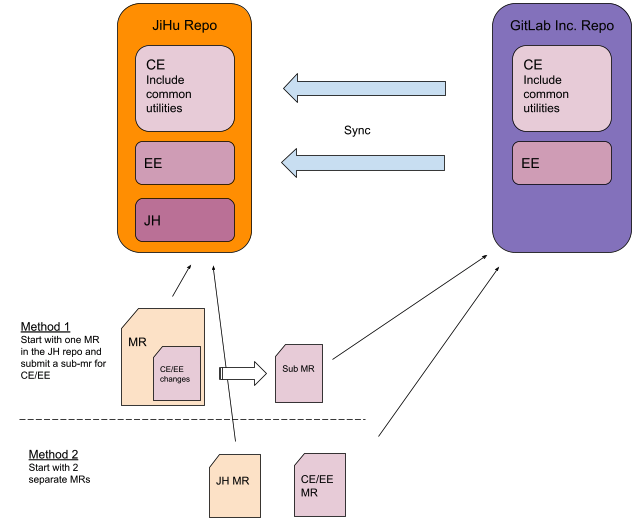 JiHu Repo
CE
Include
common
utilities
EE
JH
Sync
GitLab Inc. Repo
CE
Include
common
utilities
EE
Method 1
Start with one MR
in the JH repo and
submit a sub-mr for
CE/EE
MR
CE/EE
changes
Sub MR
Method 2
Start with 2
separate MRs
JH MR
CE/EE
MR